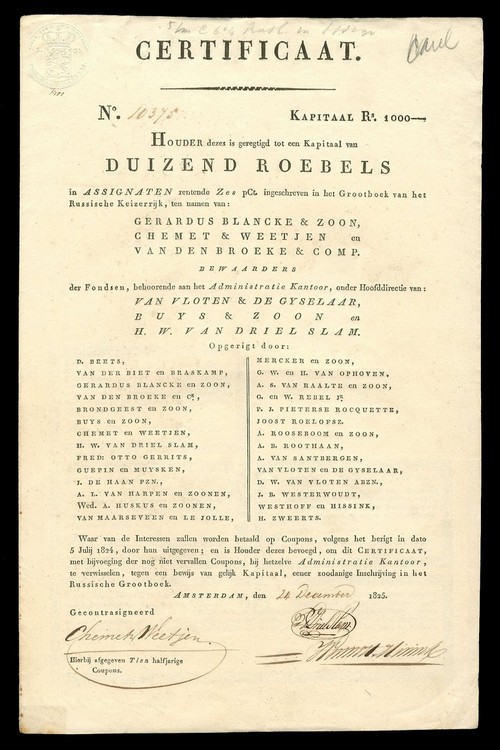 CERTIFICAAT.
No. 10375 KAPITAAL Rs. 1000—
HOUDER dezes is geregtigd tot een Kapitaal van
DUIZEND ROEBELS
in ASSIGNATEN rentende Zes pCt. ingeschreven in het Grootboek van het
Russische Keizerrijk, ten namen van:
GERARDUS BLANCKE & ZOON,
CHEMET & WEETJEN en
VAN DEN BROEKE & COMP.
BEWAARDERS
der Fondsen, behoorende aan het Administratie Kantoor, onder Hoofddirectie van:
VAN VLOTEN & DE GYSELAAR,
BUYS & ZOON en
H. W. VAN DRIEL SLAM.
Opgerigt door:
D. BEETS,
VAN DER BIET en BRASKAMP,
GERARDUS BLANCKE en ZOON,
VAN DEN BROEKE en Co.,
BRONDGEEST en ZOON,
BUYS en ZOON,
CHEMET en WEETJEN,
H. W. VAN DRIEL SLAM,
FRED: OTTO GERRITS,
GUEPIN en MUYSKEN,
J. DE HAAN PZN.,
A. L. VAN HARPEN en ZOONEN,
Wed. A. HUSKUS en ZOONEN,
VAN MAARSEVEEN en LE JOLLE,
MERCKER en ZOON,
G. W. en H. VAN OPHOVEN,
A. S. VAN RAALTE en ZOON,
G. en W. REBEL Jr.
P. J. PIETERSE ROCQUETTE,
JOOST ROELOFSZ.
A. ROOSEBOOM en ZOON,
A. B. ROOTHAAN,
A. VAN SANTBERGEN,
VAN VLOTEN en DE GYSELAAR,
D. W. VAN VLOTEN ABZN.,
J. B. WESTERWOUDT,
WESTHOFF en HISSINK,
H. ZWEERTS.
Waar van de Interessen zullen worden betaald op Coupons, volgens het berigt in dato
5 Julij 1824, door hun uitgegeven; en is Houder dezes bevoegd, om dit CERTIFICAAT,
met bijvoeging der nog niet vervallen Coupons, bij hetzelve Administratie Kantoor,
te verwisselen, tegen een bewijs van gelijk Kapitaal, eener zoodanige Inschrijving in het
Russische Grootboek.
AMSTERDAM, den 24 December 1825.
Gecontrasigneerd
Chemet & Weetjen.
Hierbij afgegeven Tien halfjarige
Coupons.